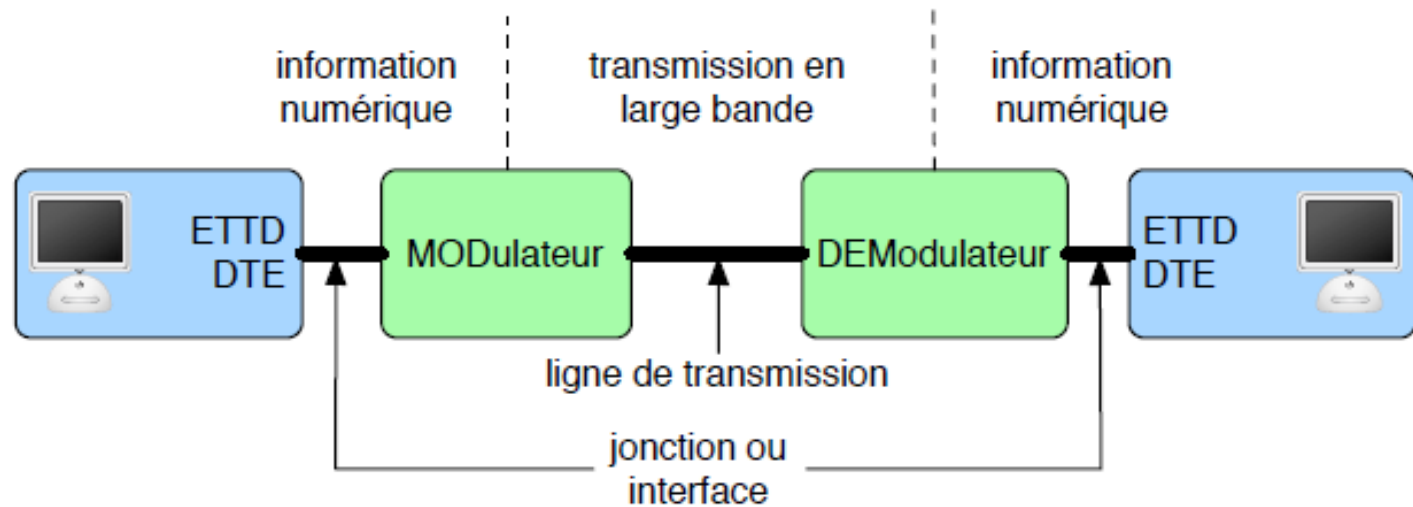 information
numérique
transmission en
large bande
information
numérique
ETTD
DTE
MODulateur
DEModulateur
ETTD
DTE
ligne de transmission
jonction ou
interface